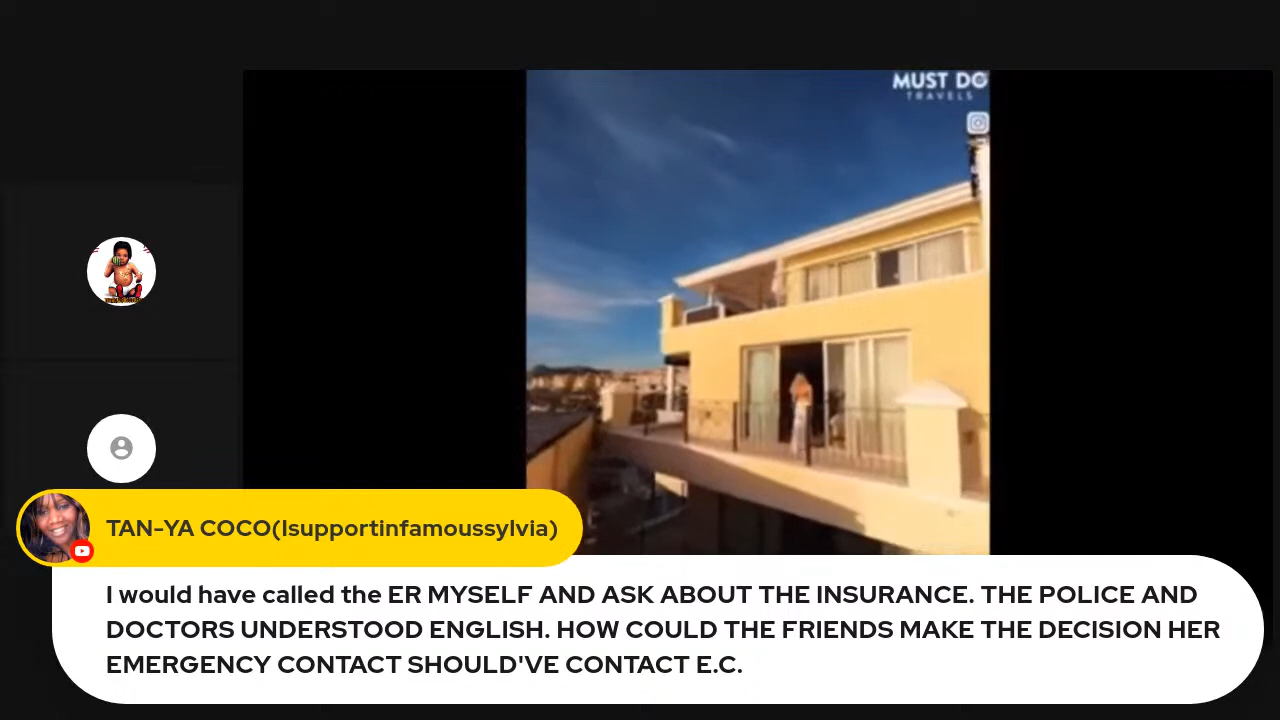 MUST DO
TRAVELS
TAN-YA COCO(Isupportinfamoussylvia)
I would have called the ER MYSELF AND ASK ABOUT THE INSURANCE. THE POLICE AND
DOCTORS UNDERSTOOD ENGLISH. HOW COULD THE FRIENDS MAKE THE DECISION HER
EMERGENCY CONTACT SHOULD'VE CONTACT E.C.